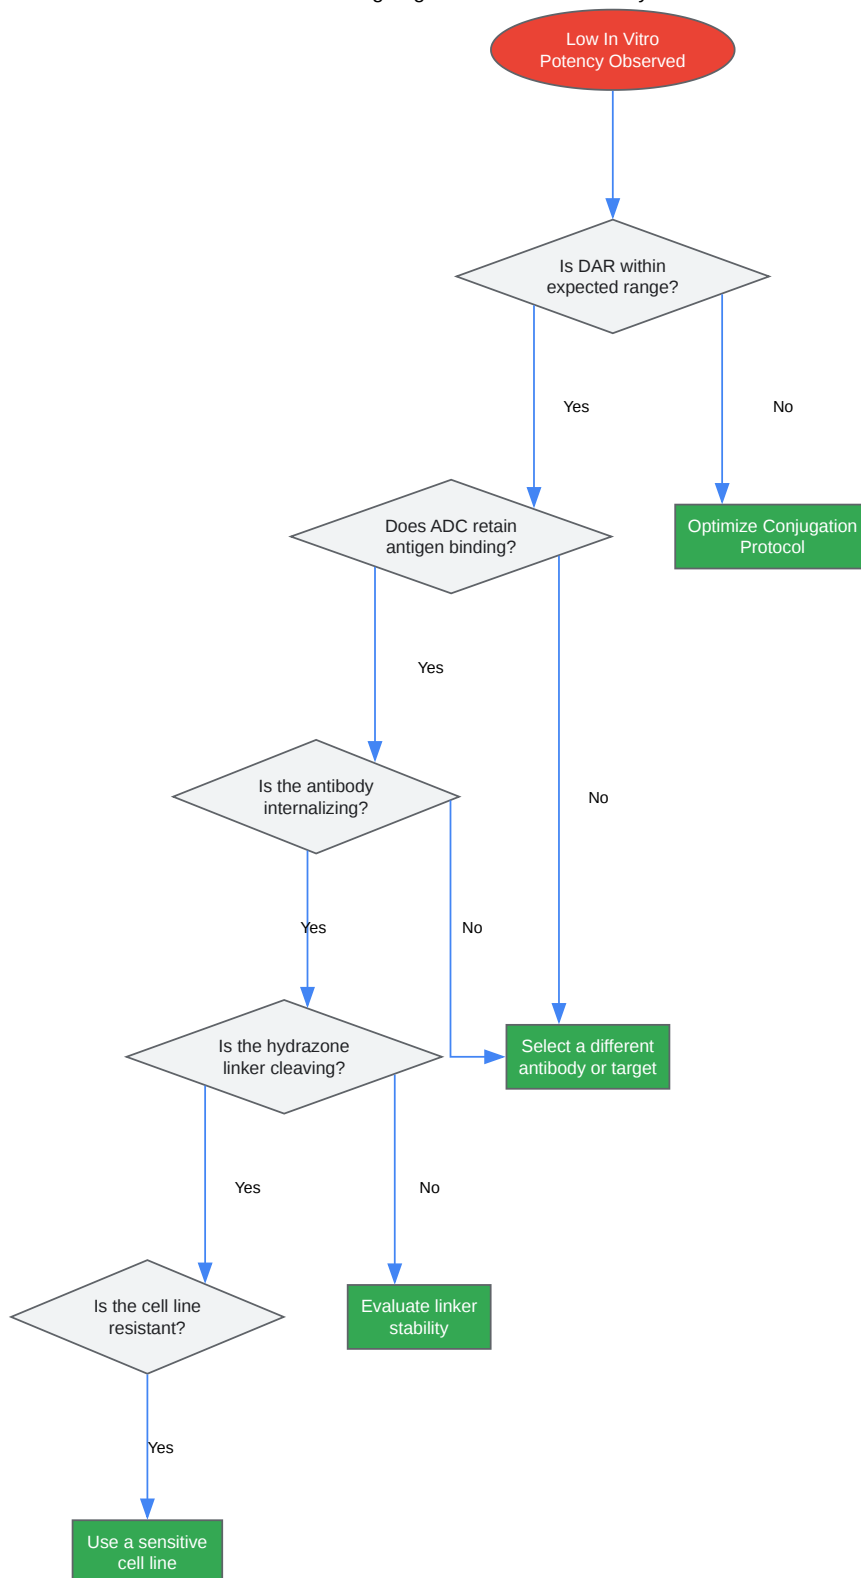 Low In Vitro
Potency Observed
Is DAR within
expected range?
Yes
No
Does ADC retain
antigen binding?
Optimize Conjugation
Protocol
Yes
Is the antibody
internalizing?
No
Yes
No
Is the hydrazone
linker cleaving?
Select a different
antibody or target
Yes
No
Is the cell line
resistant?
Evaluate linker
stability
Yes
Use a sensitive
cell line